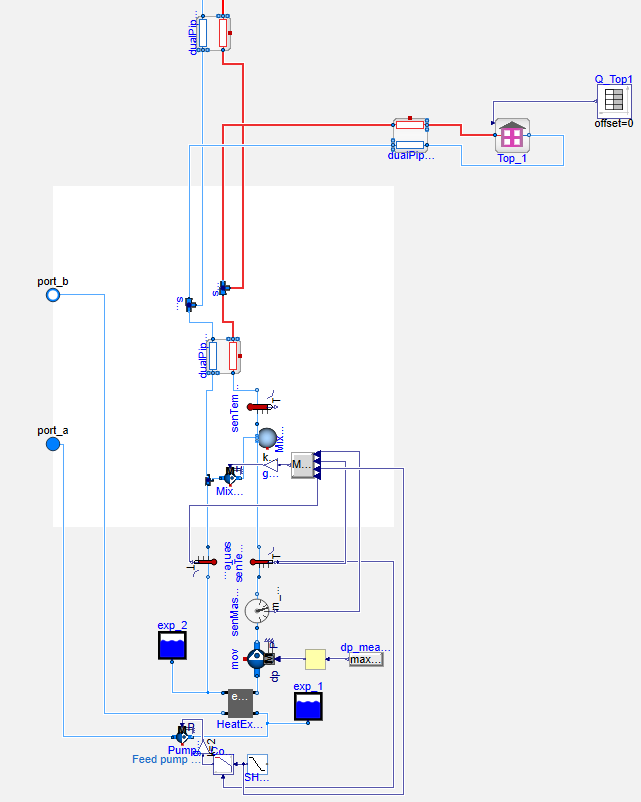 dualPip...
Q_Top1
offset=0
dualPip...
Top_1
port_b
s...
s...
dualPip...
senTem...
T
port_a
Mix...
k...
g...
M...
Mix...
senTe...
senTe...
T
T
senMas...
m_...
exp_2
mov
dp
dp_mea...
max...
e...
exp_1
HeatEx...
Pump...
Feed pump ...
SH...